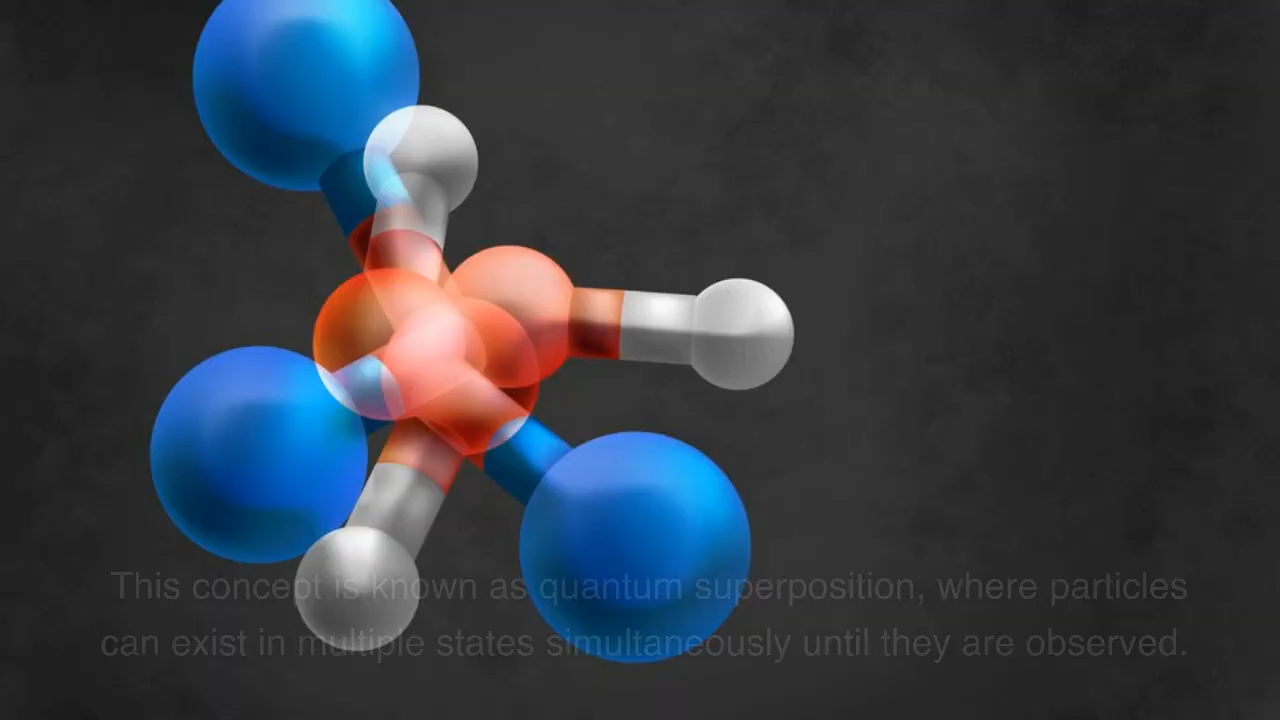 This concept is known as quantum superposition, where particles
can exist in multiple states simultaneously until they are observed.